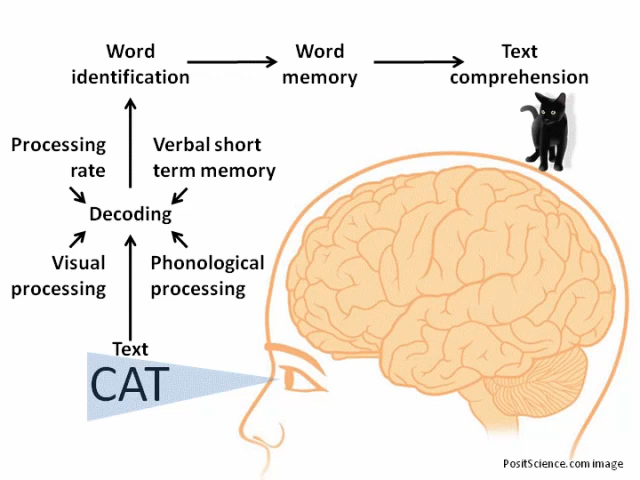 Word
identification
Word
memory
Text
comprehension
Processing
rate
Verbal short
term memory
Decoding
Visual
processing
Phonological
processing
Text
CAT
PositScience.com image